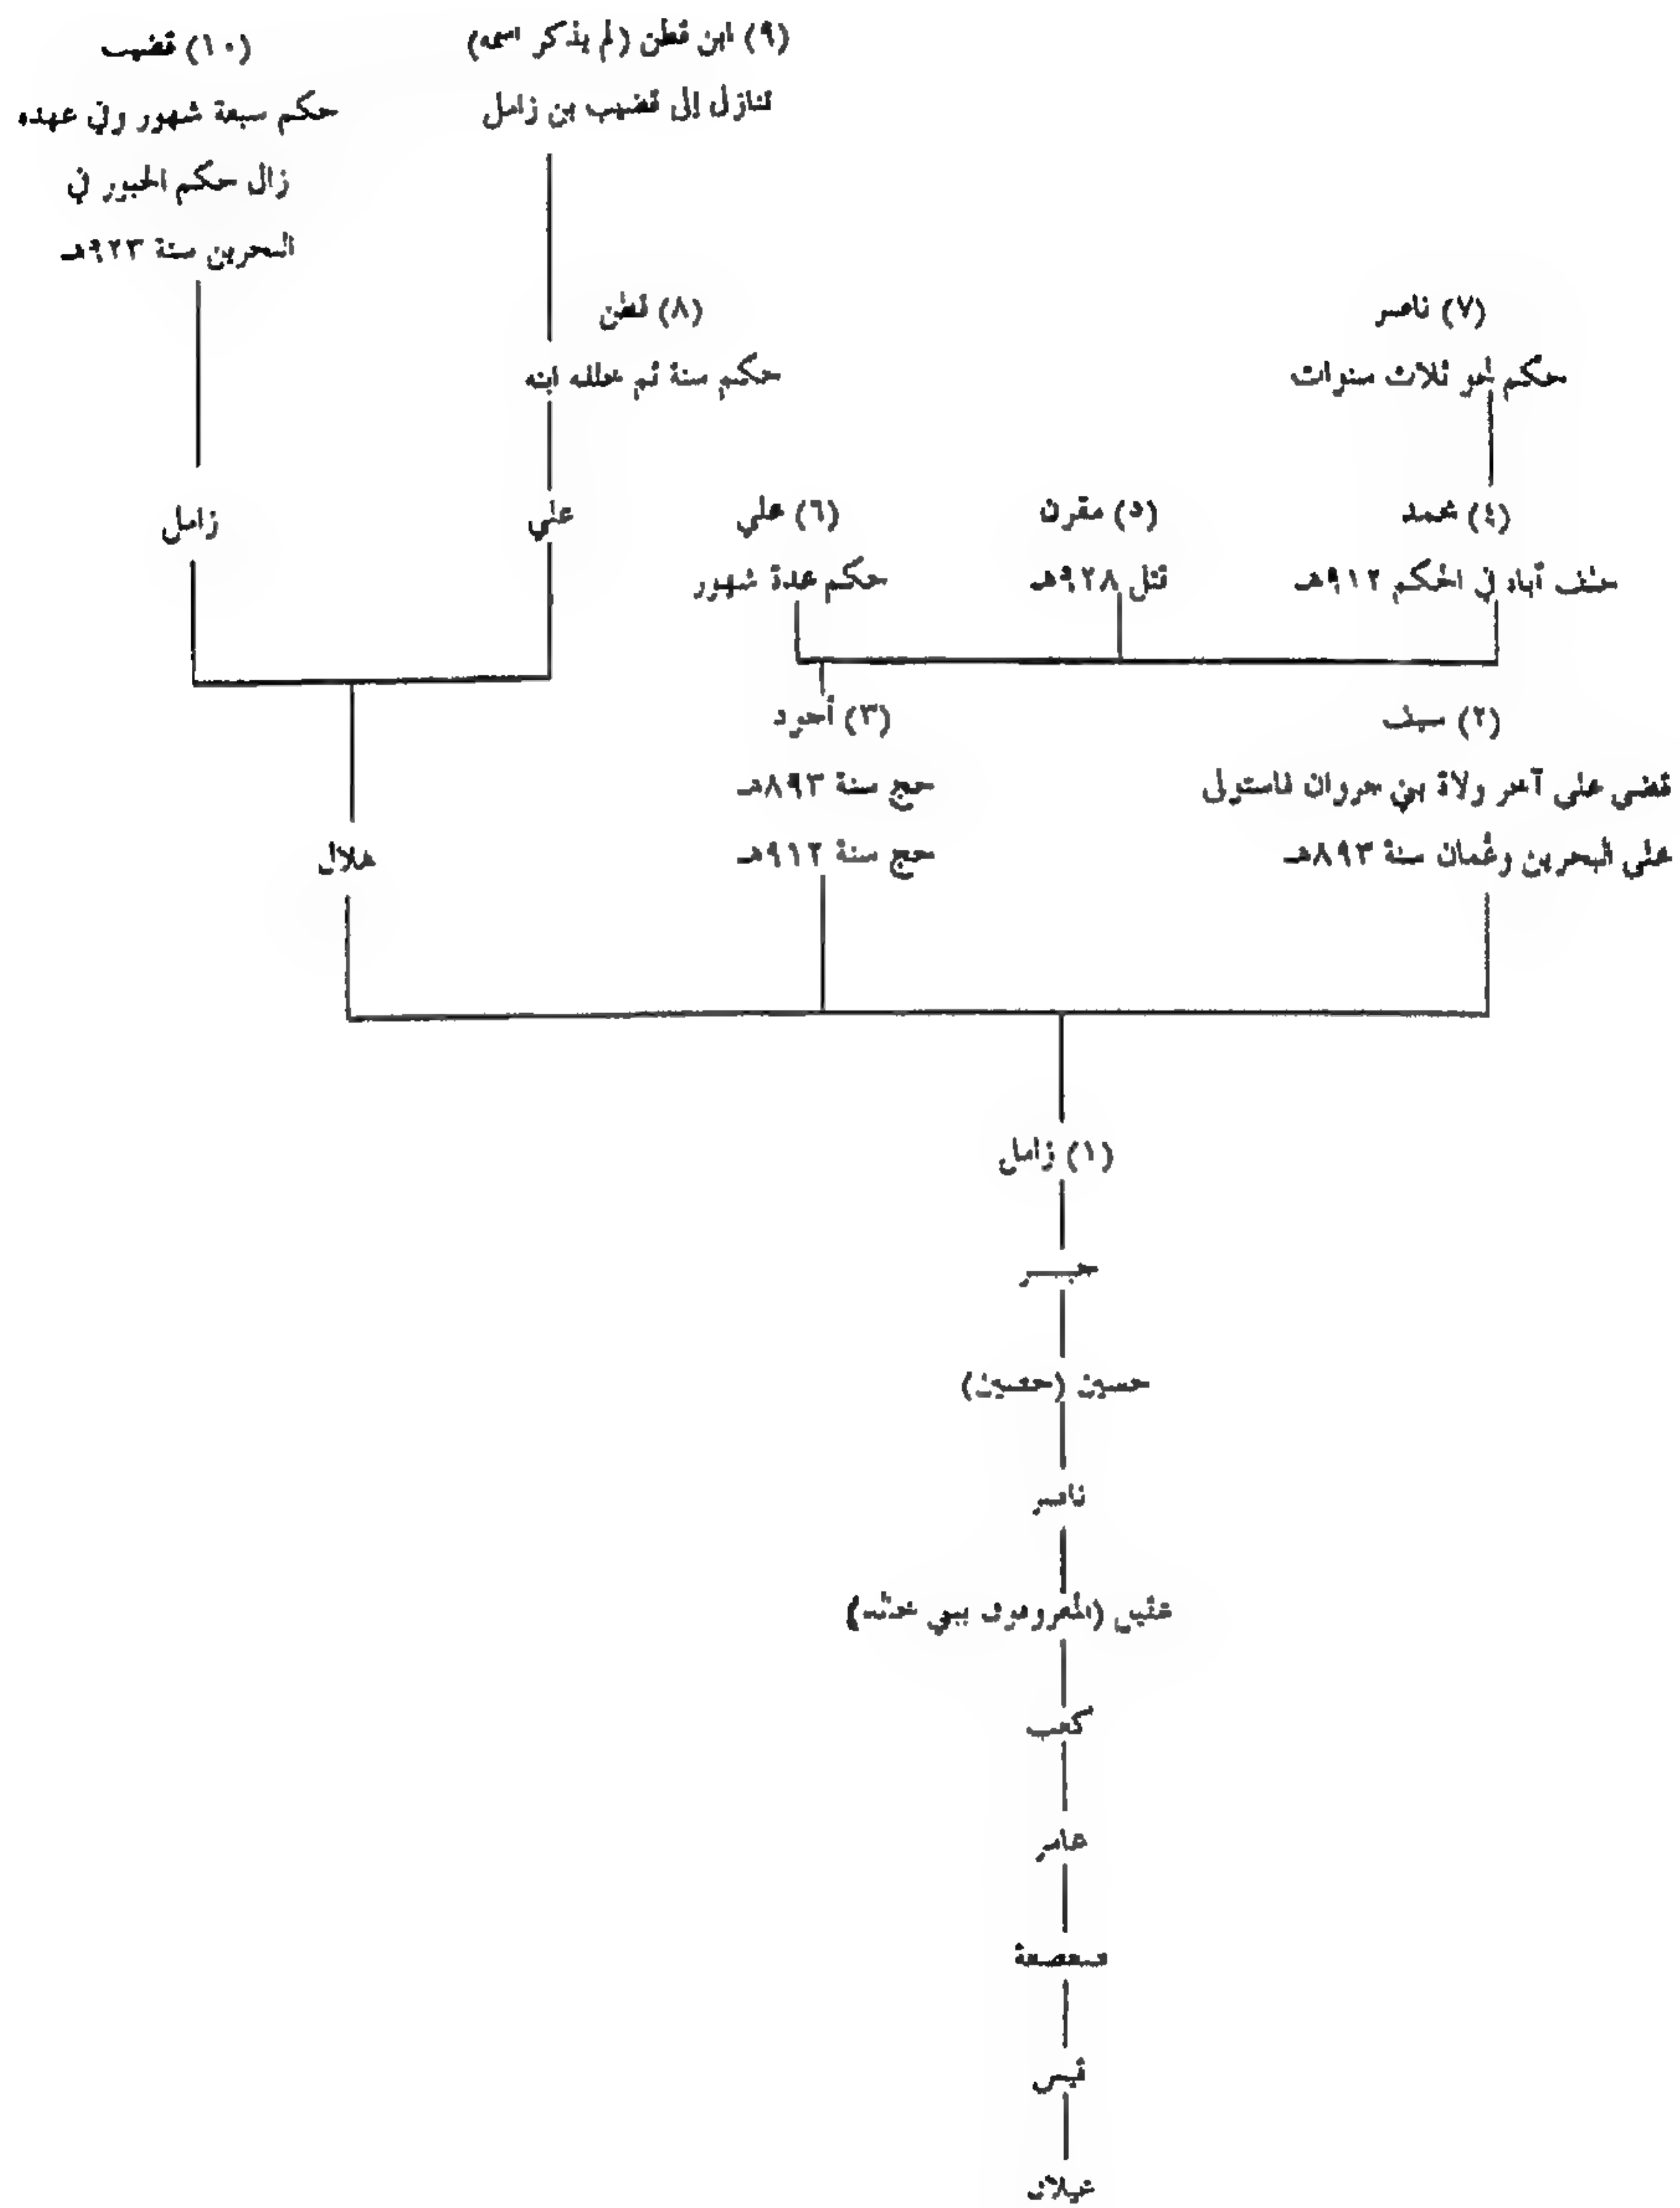 (٩) ابن قطن (لم يذكر اسمه)
تنازل إلى قضيب بن زامل
(١٠) قضيب
حكم سبعة شهور وفي عهده
زال حكم الجبور في
البحرين سنة ٩٢٣هـ
(٧) ناصر
حكم نحو ثلاث سنوات
(٨) قطن
حكم سنة ثم خلفه ابنه
(٤) محمد
خلف آباه في الحكم ٩١٢هـ
(٥) مقرن
قتل ٩٢٨هـ
(٦) علي
حكم عدة شهور
علي
زامل
(٢) سيف
قضى على آخر ولاة بني جروان فاستولى
على البحرين وعُمان سنة ٨٩٣هـ
(٣) أجود
حج سنة ٨٩٣هـ
حج سنة ٩١٢هـ
هلال
(١) زامل
جبر
حسين (حصين)
ناصر
عقيل (المعروف ببني)
كعب
عامر
صعصعة
قيس
عيلان